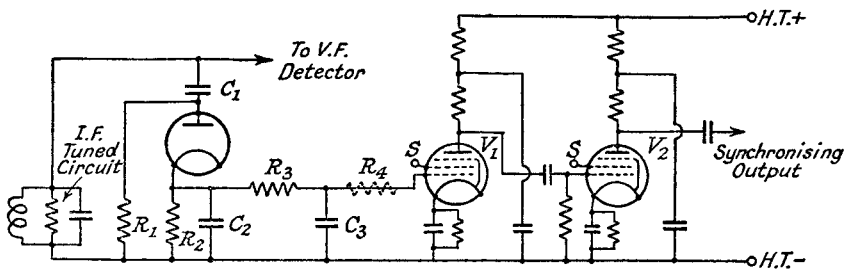 H.T.+
To V.F.
Detector
C1
I.F.
Tuned
Circuit
R1
R2
C2
R3
C3
R4
S
V1
S
V2
Synchronising
Output
H.T.-